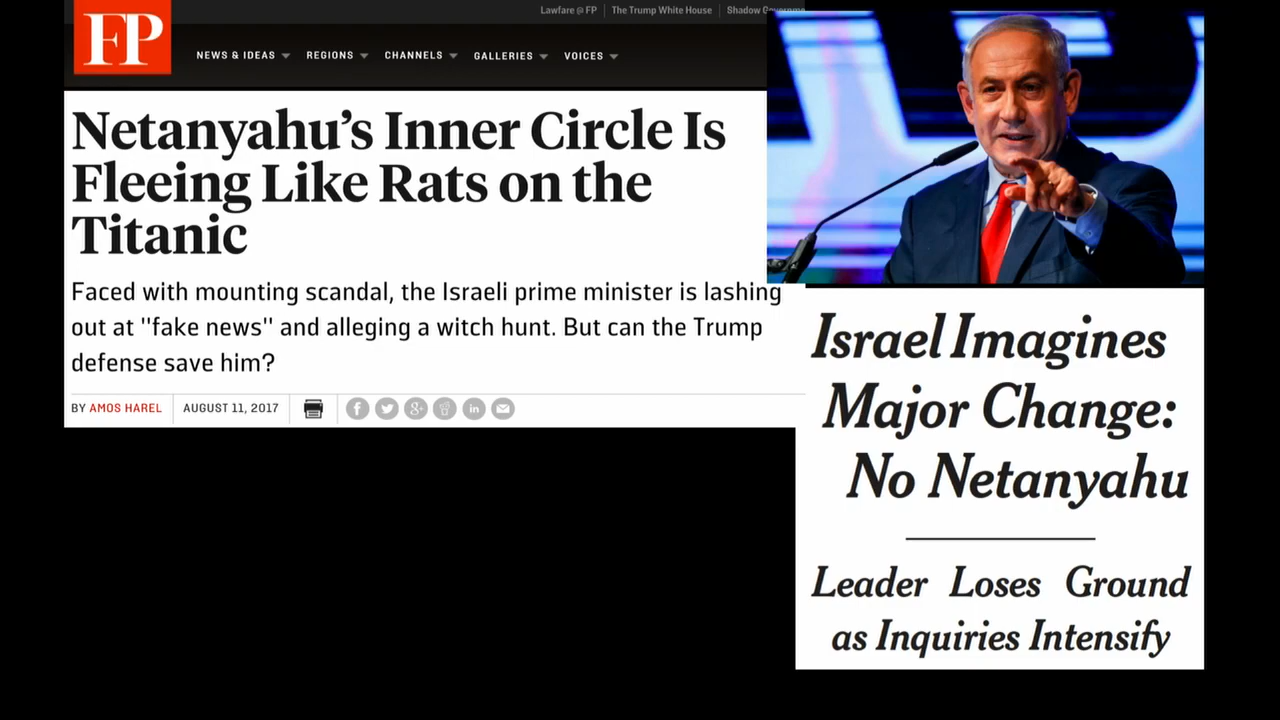 Lawfare @ FP The Trump White House Shadow
FP
NEWS & IDEAS REGIONS CHANNELS GALLERIES VOICES
Netanyahu's Inner Circle Is
Fleeing Like Rats on the
Titanic
Faced with mounting scandal, the Israeli prime minister is lashing
out at "fake news" and alleging a witch hunt. But can the Trump
defense save him?
BY AMOS HAREL AUGUST 11, 2017
Israel Imagines
Major Change:
No Netanyahu
Leader Loses Ground
as Inquiries Intensify